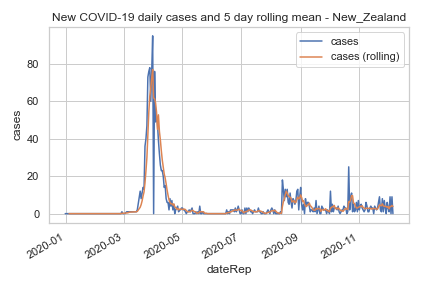 New COVID-19 daily cases and 5 day rolling mean - New_Zealand
cases
cases (rolling)
80
60
40
20
0
cases
2020-01
2020-03
2020-05
2020-07
2020-09
2020-11
dateRep